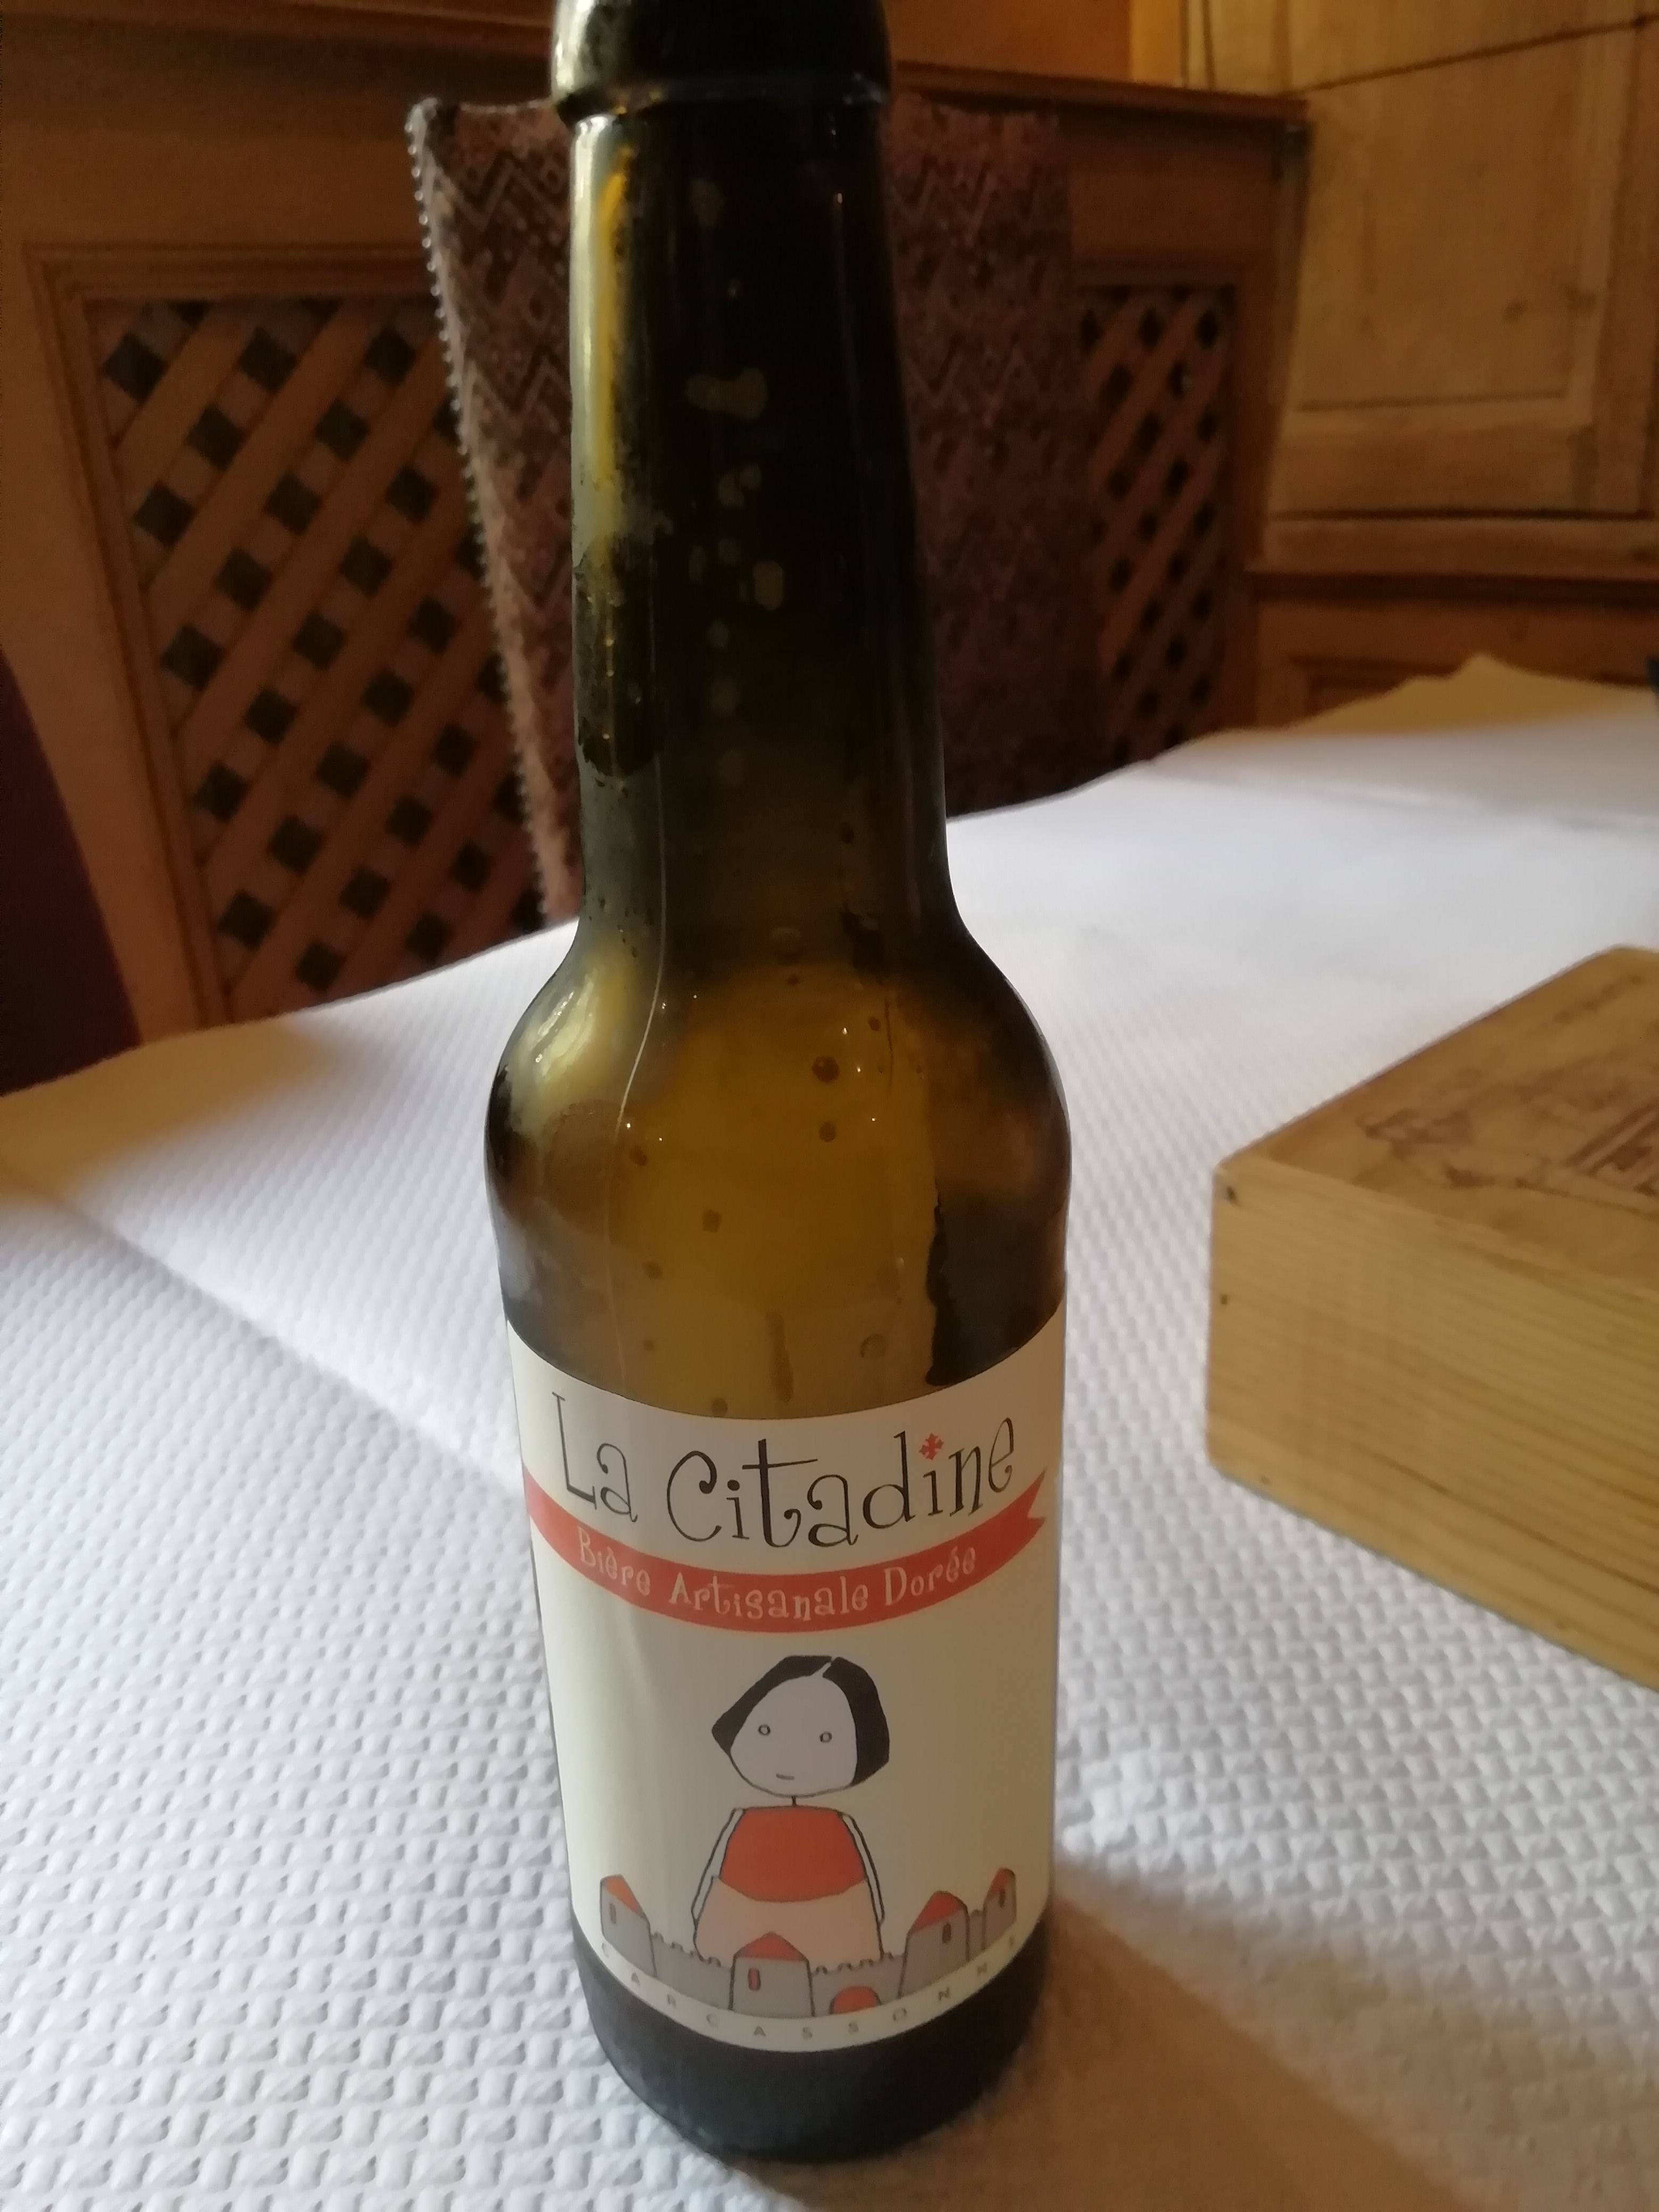 La Citadine
Bière Artisanale Dorée
CARCASSONNE